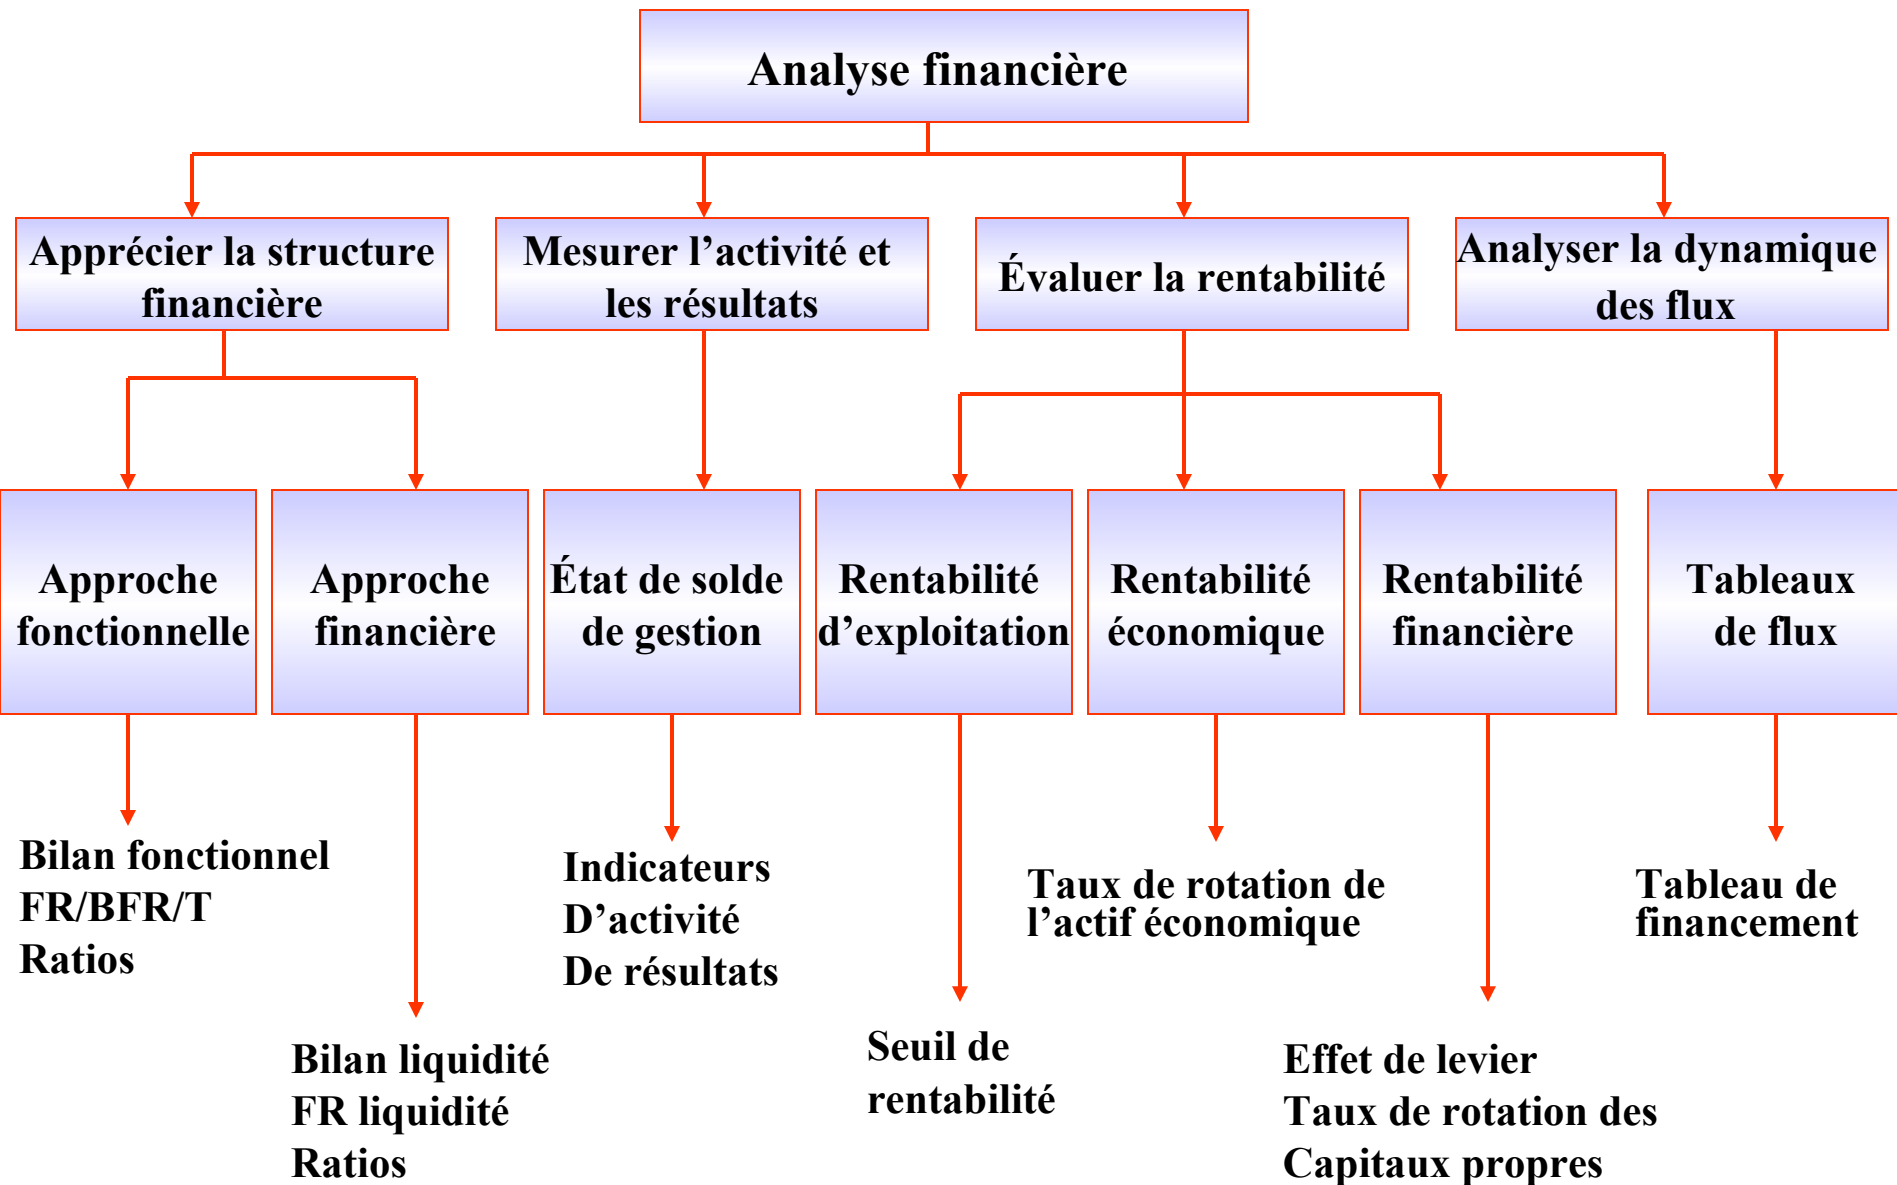 Analyse financière
Apprécier la structure
financière
Mesurer l’activité et
les résultats
Évaluer la rentabilité
Analyser la dynamique
des flux
Approche
fonctionnelle
Approche
financière
État de solde
de gestion
Rentabilité
d’exploitation
Rentabilité
économique
Rentabilité
financière
Tableaux
de flux
Bilan fonctionnel
FR/BFR/T
Ratios
Bilan liquidité
FR liquidité
Ratios
Indicateurs
D’activité
De résultats
Seuil de
rentabilité
Taux de rotation de
l’actif économique
Effet de levier
Taux de rotation des
Capitaux propres
Tableau de
financement